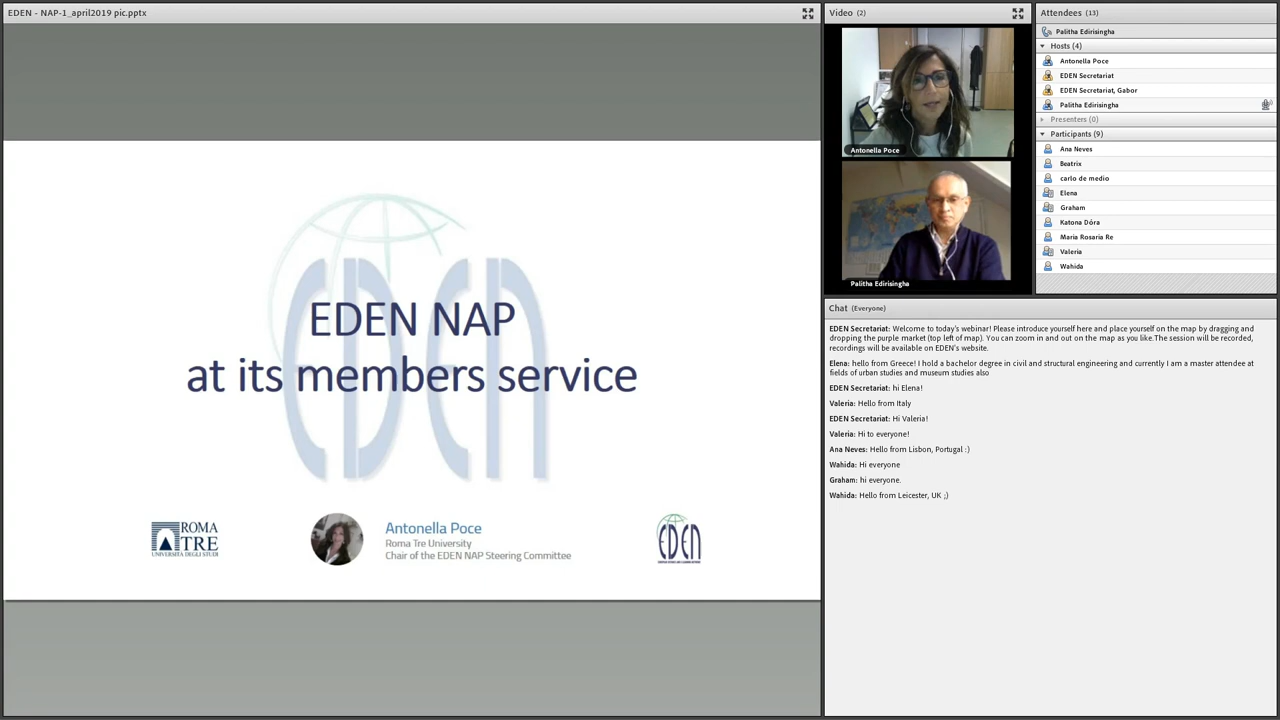 EDEN - NAP-1_april2019 pic.pptx
EDEN
EDEN NAP
at its members service
ROMA
TRE
UNIVERSITÀ DEGLI STUDI
Antonella Poce
Roma Tre University
Chair of the EDEN NAP Steering Committee
EDEN
Video (2)
Antonella Poce
Palitha Edirisingha
Attendees (13)
Palitha Edirisingha
Hosts (4)
Antonella Poce
EDEN Secretariat
EDEN Secretariat, Gabor
Palitha Edirisingha
Presenters (0)
Participants (9)
Ana Neves
Beatrix
carlo de medio
Elena
Graham
Katona Dóra
Maria Rosaria Re
Valeria
Wahida
Chat (Everyone)
EDEN Secretariat: Welcome to today's webinar! Please introduce yourself here and place yourself on the map by dragging and
dropping the purple market (top left of map). You can zoom in and out on the map as you like.The session will be recorded,
recordings will be available on EDEN's website.
Elena: hello from Greece! I hold a bachelor degree in civil and structural engineering and currently I am a master attendee at
fields of urban studies and museum studies also
EDEN Secretariat: hi Elena!
Valeria: Hello from Italy
EDEN Secretariat: Hi Valeria!
Valeria: Hi to everyone!
Ana Neves: Hello from Lisbon, Portugal :)
Wahida: Hi everyone
Graham: hi everyone.
Wahida: Hello from Leicester, UK ;)